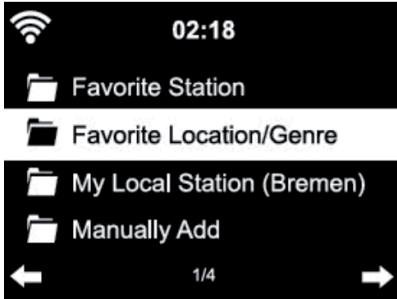 02:18
Favorite Station
Favorite Location/Genre
My Local Station (Bremen)
Manually Add
1/4